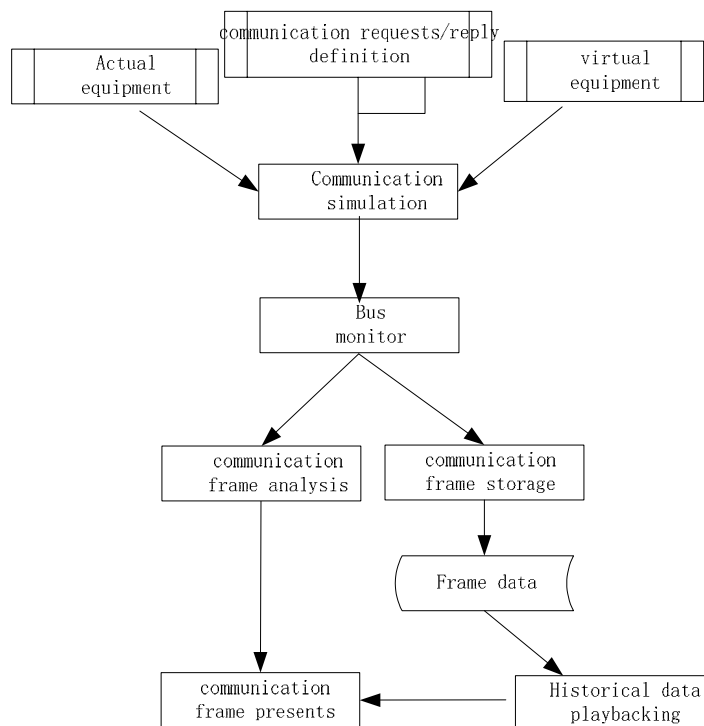 communication requests/reply
definition
Actual
equipment
virtual
equipment
Communication
simulation
Bus
monitor
communication
frame analysis
communication
frame storage
Frame data
communication
frame presents
Historical data
playbacking